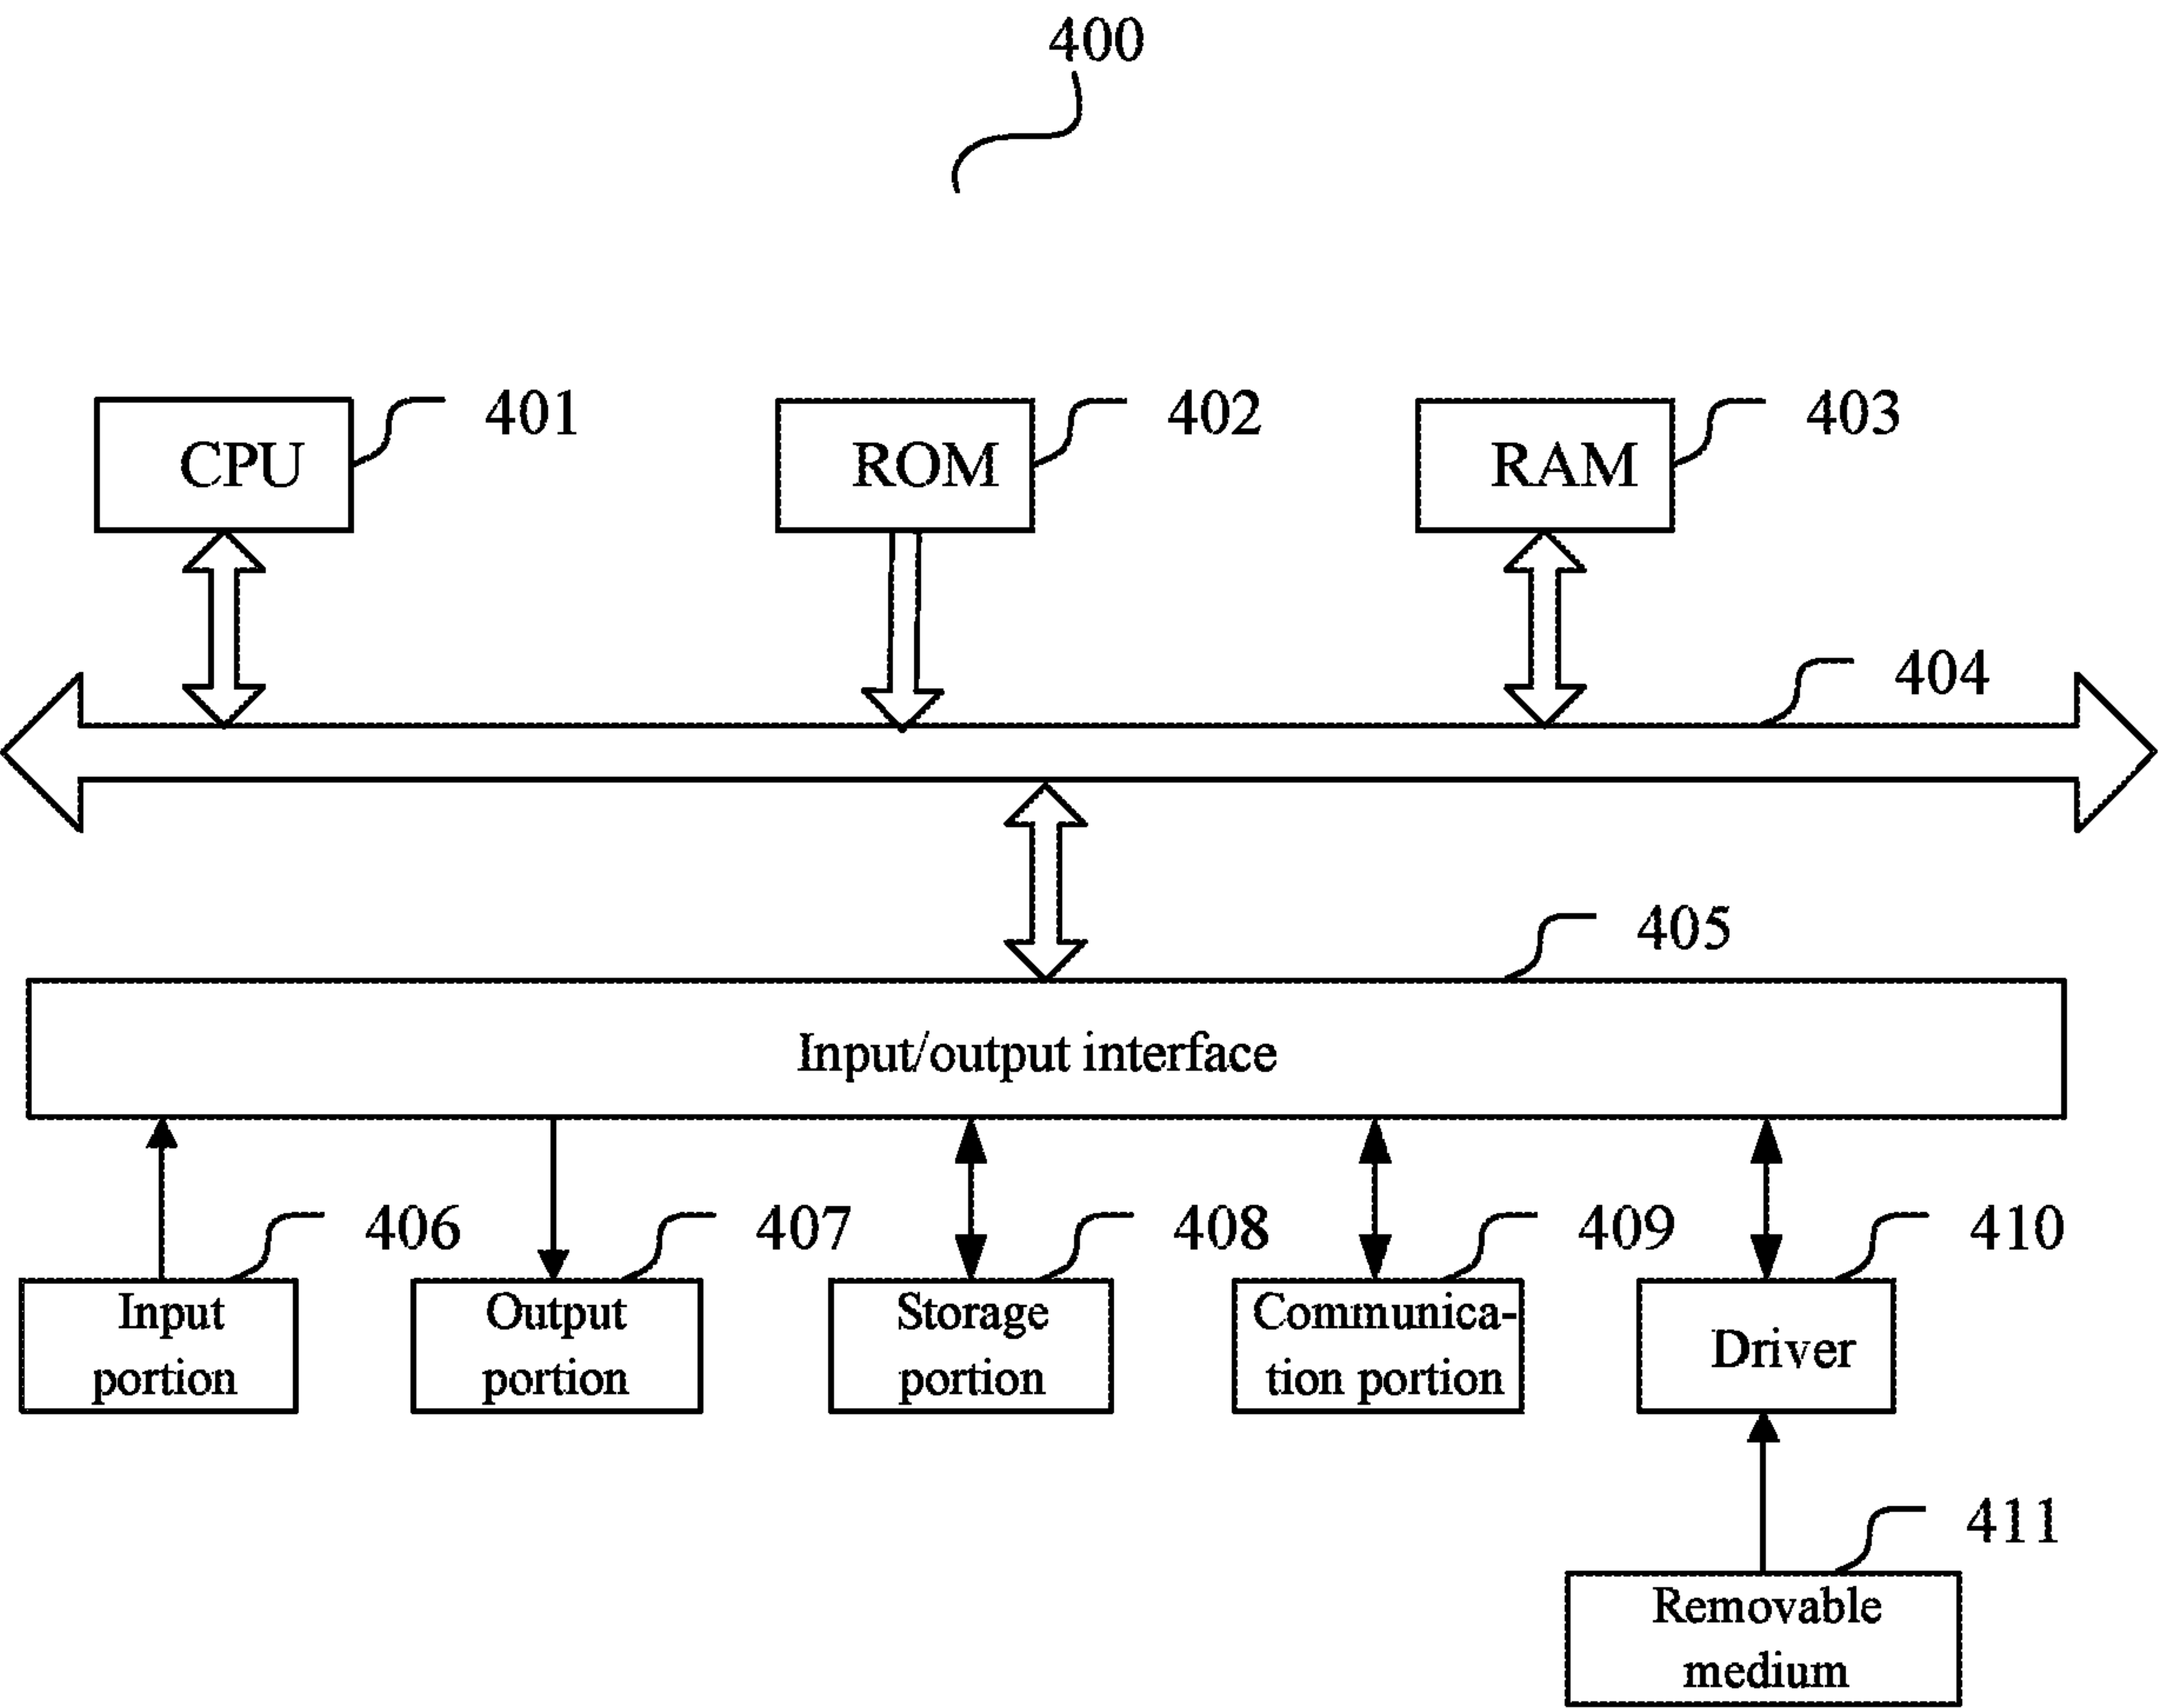 400
CPU
401
ROM
402
RAM
403
404
405
Input/output interface
406
407
408
409
410
Input
portion
Output
portion
Storage
portion
Communica-
tion portion
Driver
411
Removable
medium